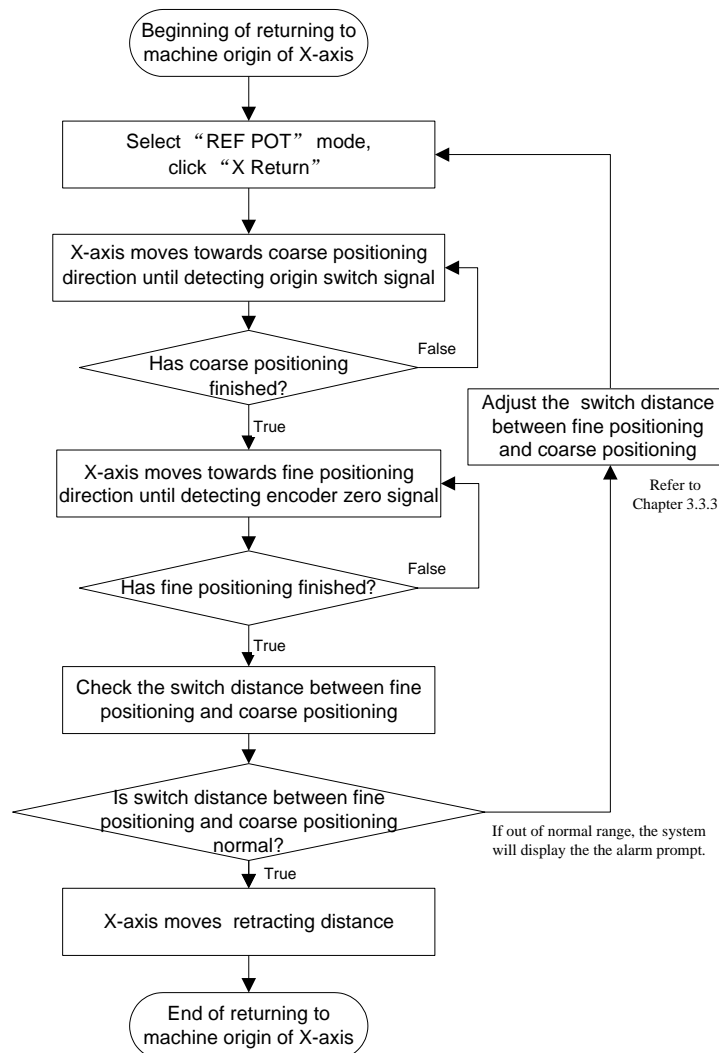 Beginning of returning to
machine origin of X-axis
Select “REF POT” mode,
click “X Return”
X-axis moves towards coarse positioning
direction until detecting origin switch signal
False
Has coarse positioning
finished?
True
Adjust the switch distance
between fine positioning
and coarse positioning
Refer to
Chapter 3.3.3
X-axis moves towards fine positioning
direction until detecting encoder zero signal
False
Has fine positioning finished?
True
Check the switch distance between fine
positioning and coarse positioning
Is switch distance between fine
positioning and coarse positioning
normal?
If out of normal range, the system
will display the the alarm prompt.
True
X-axis moves retracting distance
End of returning to
machine origin of X-axis